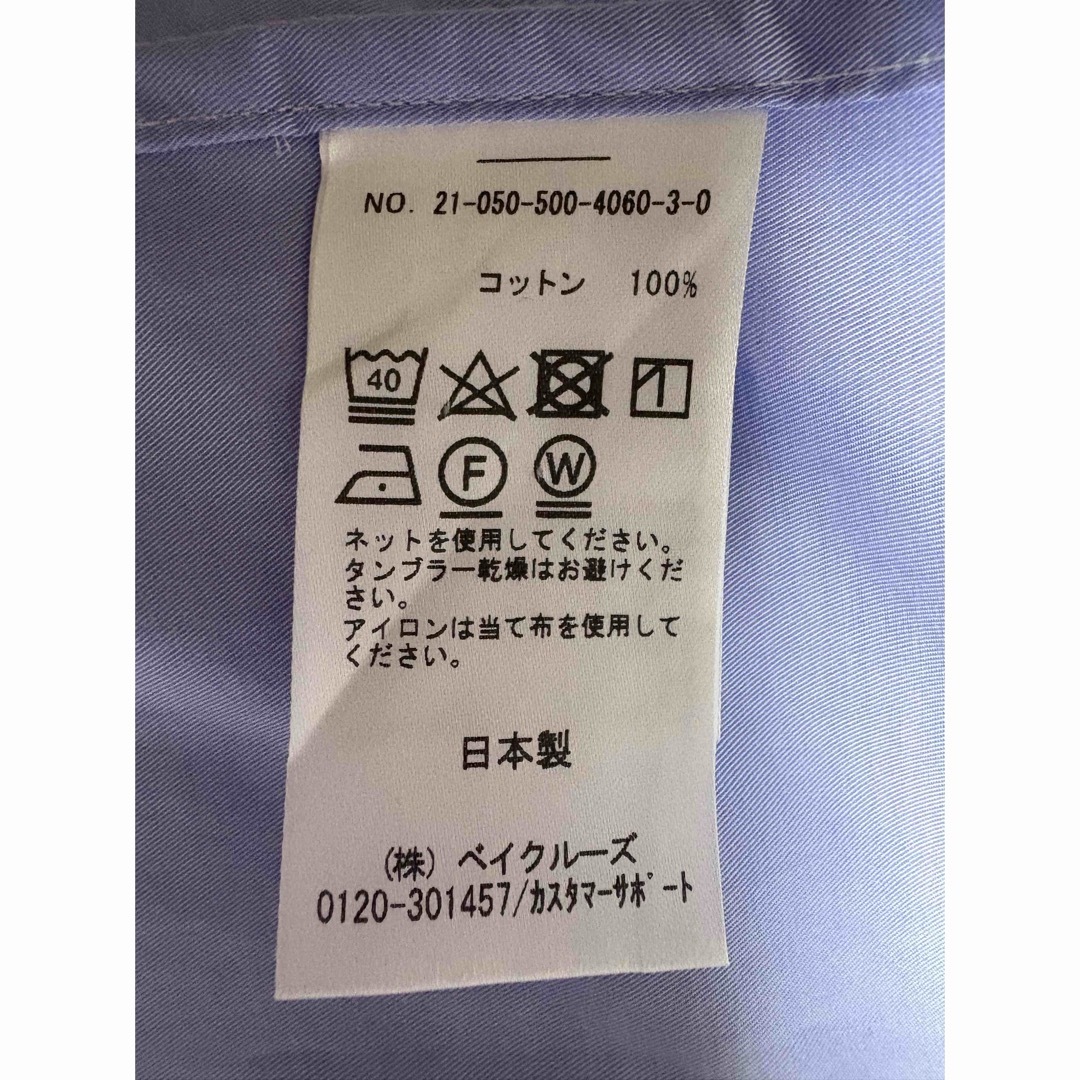 NO. 21-050-500-4060-3-0
コットン 100%
40
F
W
ネットを使用してください。
タンブラー乾燥はお避けくだ
さい。
アイロンは当て布を使用して
ください。
日本製
(株) ベイクルーズ
0120-301457/ｶｽﾀﾏｰｻﾎﾟｰﾄ